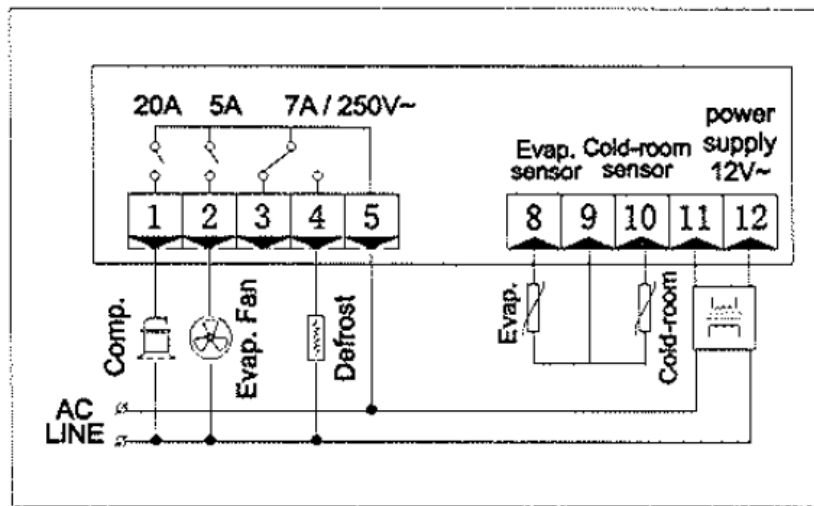 20A 5A 7A / 250V~
power
supply
12V~
Evap.
sensor
Cold-room
sensor
1 2 3 4 5
8 9 10 11 12
Comp.
Evap. Fan
Defrost
Evap.
Cold-room
AC
LINE